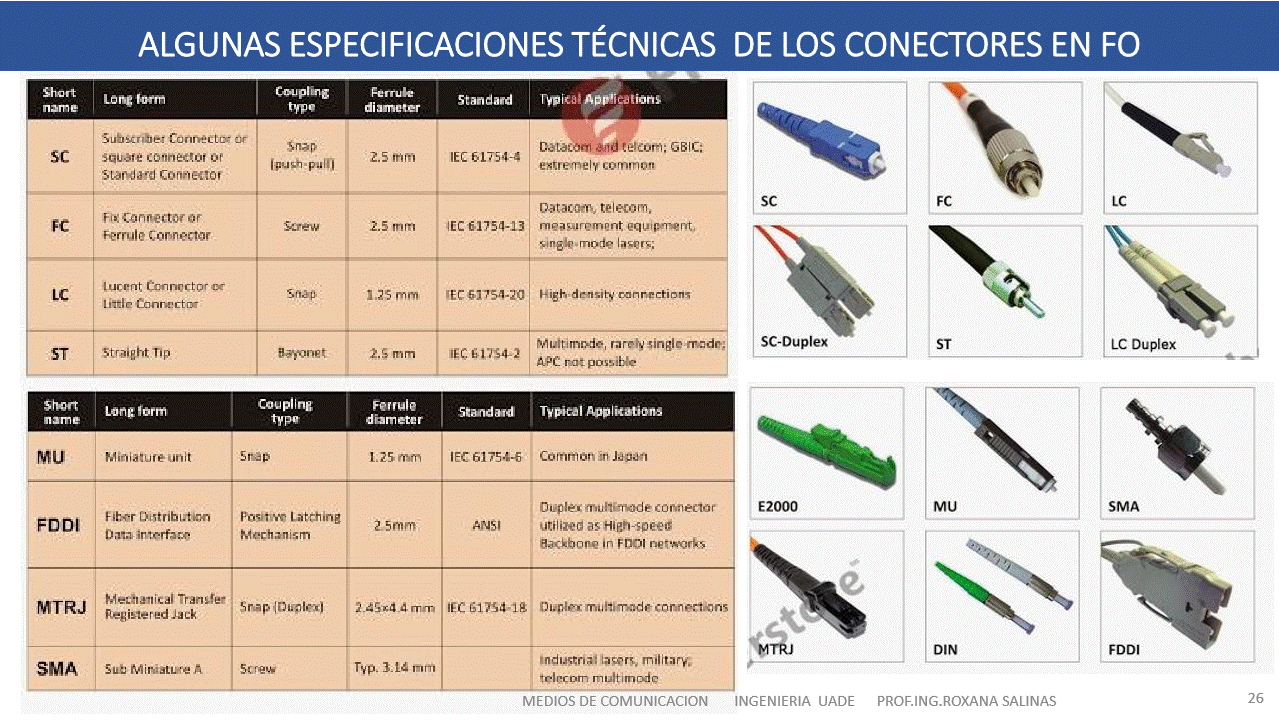 ALGUNAS ESPECIFICACIONES TÉCNICAS DE LOS CONECTORES EN FO
Short name Long form Coupling type Ferrule diameter Standard Typical Applications
SC Subscriber Connector or square connector or Standard Connector Snap (push-pull) 2.5 mm IEC 61754-4 Datacom and telcom; GBIC; extremely common
FC Fix Connector or Ferrule Connector Screw 2.5 mm IEC 61754-13 Datacom, telecom, measurement equipment, single-mode lasers;
LC Lucent Connector or Little Connector Snap 1.25 mm IEC 61754-20 High-density connections
ST Straight Tip Bayonet 2.5 mm IEC 61754-2 Multimode, rarely single-mode; APC not possible
SC FC LC
SC-Duplex ST LC Duplex
Short name Long form Coupling type Ferrule diameter Standard Typical Applications
MU Miniature unit Snap 1.25 mm IEC 61754-6 Common in Japan
FDDI Fiber Distribution Data Interface Positive Latching Mechanism 2.5mm ANSI Duplex multimode connector utilized as High-speed Backbone in FDDI networks
MTRJ Mechanical Transfer Registered Jack Snap (Duplex) 2.45×4.4 mm IEC 61754-18 Duplex multimode connections
SMA Sub Miniature A Screw Typ. 3.14 mm Industrial lasers, military; telecom multimode
E2000 MU SMA
MTRJ DIN FDDI
MEDIOS DE COMUNICACION INGENIERIA UADE PROF.ING.ROXANA SALINAS
26